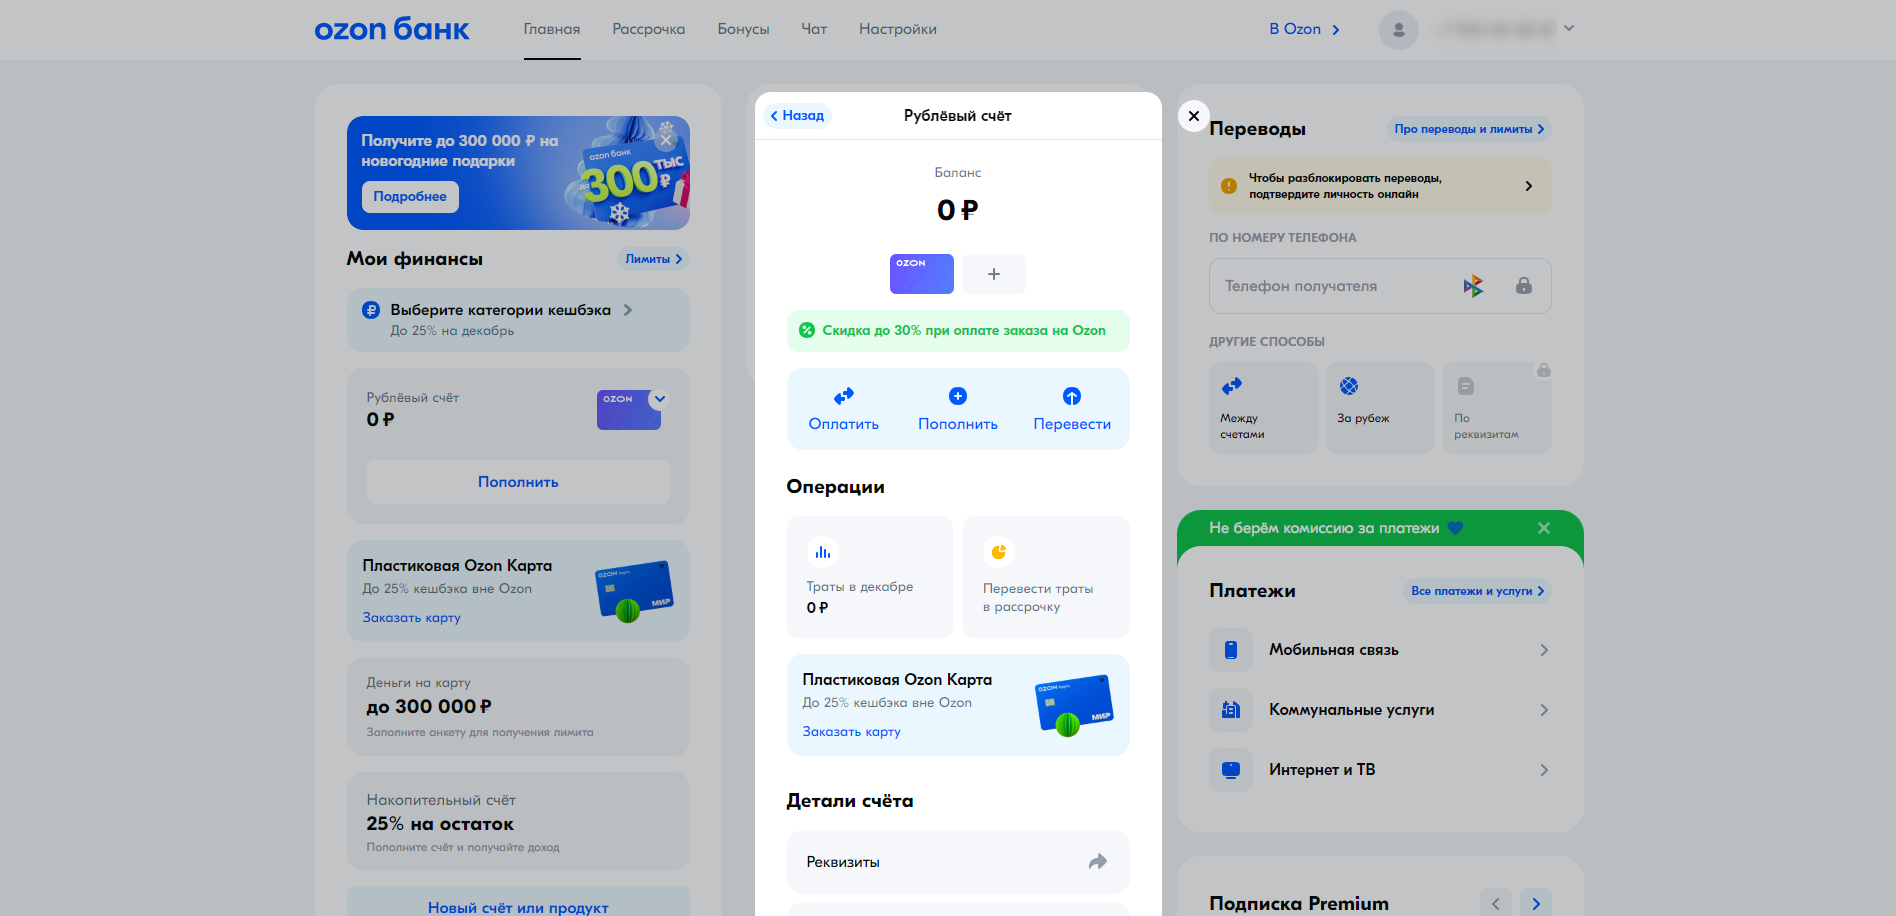 ozon банк
Главная
Рассрочка
Бонусы
Чат
Настройки
В Ozon
Получите до 300 000 ₽ на
новогодние подарки
Подробнее
ozon банк
до 300 ТЫС ₽
Мои финансы
Лимиты
Выберите категории кешбэка
До 25% на декабрь
Рублёвый счёт
0 ₽
OZON
Пополнить
Пластиковая Ozon Карта
До 25% кешбэка вне Ozon
Заказать карту
OZON Карта
МИР
Деньги на карту
до 300 000 ₽
Заполните анкету для получения лимита
Накопительный счёт
25% на остаток
Пополните счёт и получайте доход
Новый счёт или продукт
Назад
Рублёвый счёт
Баланс
0 ₽
OZON
Скидка до 30% при оплате заказа на Ozon
Оплатить
Пополнить
Перевести
Операции
Траты в декабре
0 ₽
Перевести траты
в рассрочку
Пластиковая Ozon Карта
До 25% кешбэка вне Ozon
Заказать карту
OZON Карта
МИР
Детали счёта
Реквизиты
Переводы
Про переводы и лимиты
Чтобы разблокировать переводы,
подтвердите личность онлайн
ПО НОМЕРУ ТЕЛЕФОНА
Телефон получателя
ДРУГИЕ СПОСОБЫ
Между
счетами
За рубеж
По
реквизитам
Не берём комиссию за платежи
Платежи
Все платежи и услуги
Мобильная связь
Коммунальные услуги
Интернет и ТВ
Подписка Premium